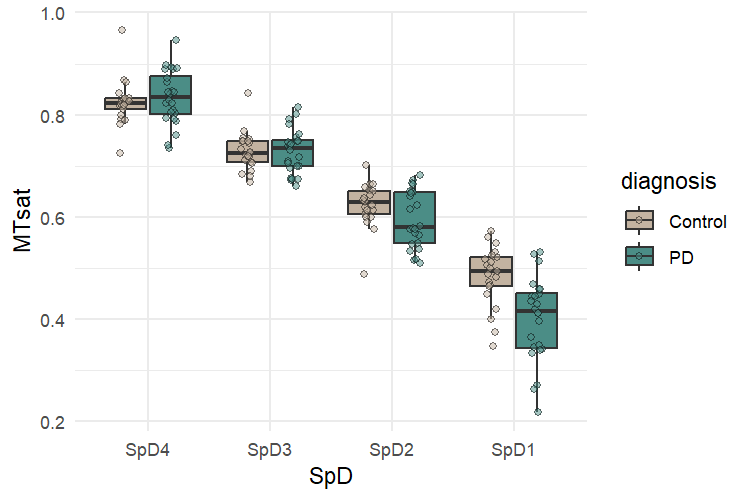 1.0
0.8
0.6
0.4
0.2
MTsat
SpD4 SpD3 SpD2 SpD1
SpD
diagnosis
Control
PD